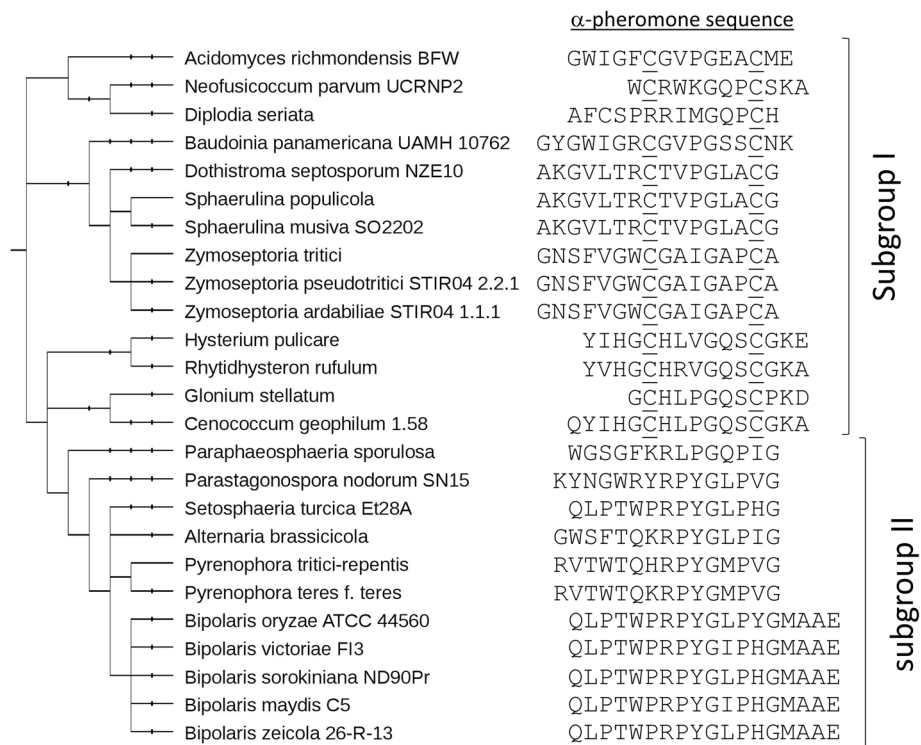 α-pheromone sequence
Acidomyces richmondensis BFW GWIGFCGVPGEACME
Neofusicoccum parvum UCRNP2 WCRWKGQPCSKA
Diplodia seriata AFCSPRRIMGQPCH
Baudoinia panamericana UAMH 10762 GYGWIGRCGVPGSSCNK
Dothistroma septosporum NZE10 AKGVLTRCTVPGLACG
Sphaerulina populicola AKGVLTRCTVPGLACG
Sphaerulina musiva SO2202 AKGVLTRCTVPGLACG
Zymoseptoria tritici GNSFVGWCGAIGAPCA
Zymoseptoria pseudotritici STIR04 2.2.1 GNSFVGWCGAIGAPCA
Zymoseptoria ardabiliae STIR04 1.1.1 GNSFVGWCGAIGAPCA
Hysterium pulicare YIHGCHLVGQSCGKE
Rhytidhysteron rufulum YVHGCHRVGQSCGKA
Glonium stellatum GCHLPGQSCPKD
Cenococcum geophilum 1.58 QYIHGCHLPGQSCGKA
Paraphaeosphaeria sporulosa WGSGFKRLPGQPIG
Parastagonospora nodorum SN15 KYNGWRYRPYGLPVG
Setosphaeria turcica Et28A QLPTWPRPYGLPHG
Alternaria brassicicola GWSFTQKRPYGLPIG
Pyrenophora tritici-repentis RVTWTQHRPYGMPVG
Pyrenophora teres f. teres RVTWTQKRPYGMPVG
Bipolaris oryzae ATCC 44560 QLPTWPRPYGLPYGMAAE
Bipolaris victoriae FI3 QLPTWPRPYGIPHGMAAE
Bipolaris sorokiniana ND90Pr QLPTWPRPYGLPHGMAAE
Bipolaris maydis C5 QLPTWPRPYGIPHGMAAE
Bipolaris zeicola 26-R-13 QLPTWPRPYGLPHGMAAE
Subgroup I
subgroup II